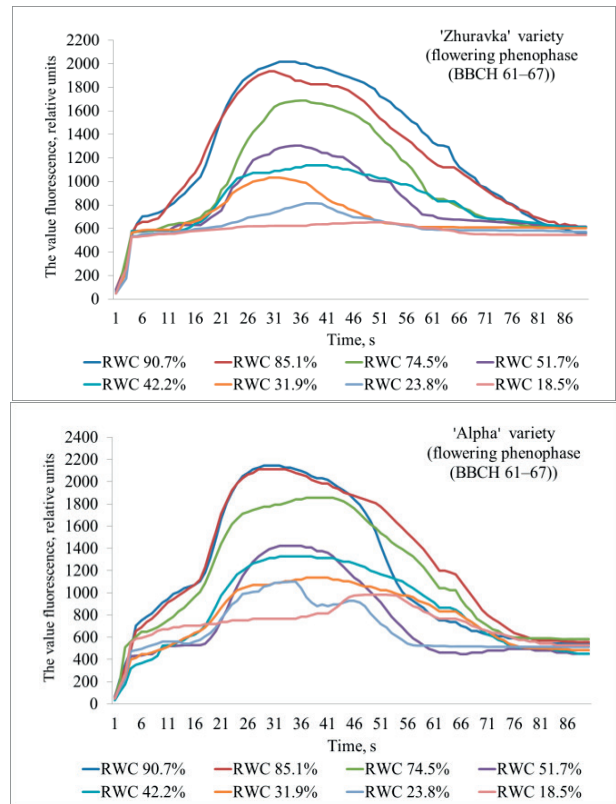 'Zhuravka' variety
(flowering phenophase
(BBCH 61–67))
The value fluorescence, relative units
2200
2000
1800
1600
1400
1200
1000
800
600
400
200
0
1 6 11 16 21 26 31 36 41 46 51 56 61 66 71 76 81 86
Time, s
RWC 90.7% RWC 85.1% RWC 74.5% RWC 51.7%
RWC 42.2% RWC 31.9% RWC 23.8% RWC 18.5%
'Alpha' variety
(flowering phenophase
(BBCH 61–67))
The value fluorescence, relative units
2400
2200
2000
1800
1600
1400
1200
1000
800
600
400
200
0
1 6 11 16 21 26 31 36 41 46 51 56 61 66 71 76 81 86
Time, s
RWC 90.7% RWC 85.1% RWC 74.5% RWC 51.7%
RWC 42.2% RWC 31.9% RWC 23.8% RWC 18.5%